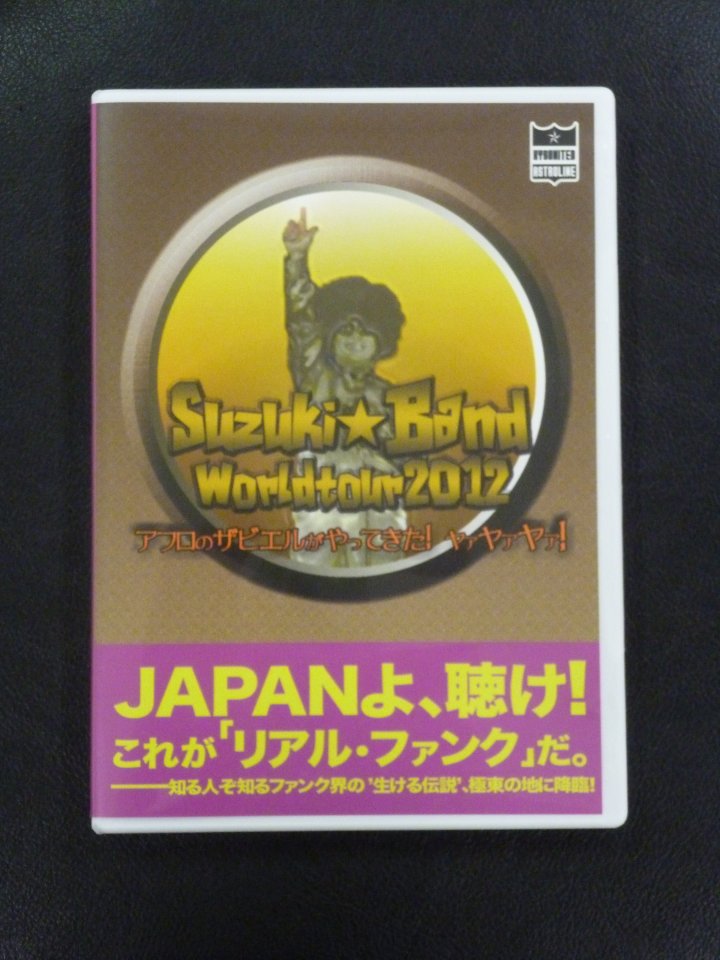 KYUUNITED
ASTROLINE
Suzuki★Band
Worldtour2012
アフロのザビエルがやってきた! ヤァヤァヤァ!
JAPANよ、聴け!
これが「リアル・ファンク」だ。
———知る人ぞ知るファンク界の〝生ける伝説〟、極東の地に降臨!